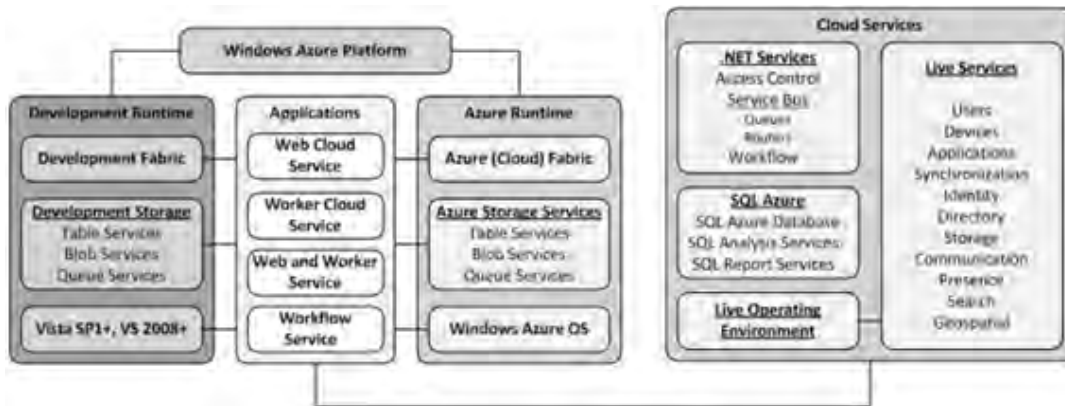 Windows Azure Platform
Development Runtime
Development Fabric
Development Storage
Table Services
Blob Services
Queue Services
Vista SP1+, VS 2008+
Applications
Web Cloud
Service
Worker Cloud
Service
Web and Worker
Service
Workflow
Service
Azure Runtime
Azure (Cloud) Fabric
Azure Storage Services
Table Services
Blob Services
Queue Services
Windows Azure OS
Cloud Services
.NET Services
Access Control
Service Bus
Queues
Routers
Workflow
SQL Azure
SQL Azure Database
SQL Analysis Services
SQL Report Services
Live Operating
Environment
Live Services
Users
Devices
Applications
Synchronization
Identity
Directory
Storage
Communication
Presence
Search
Geospatial